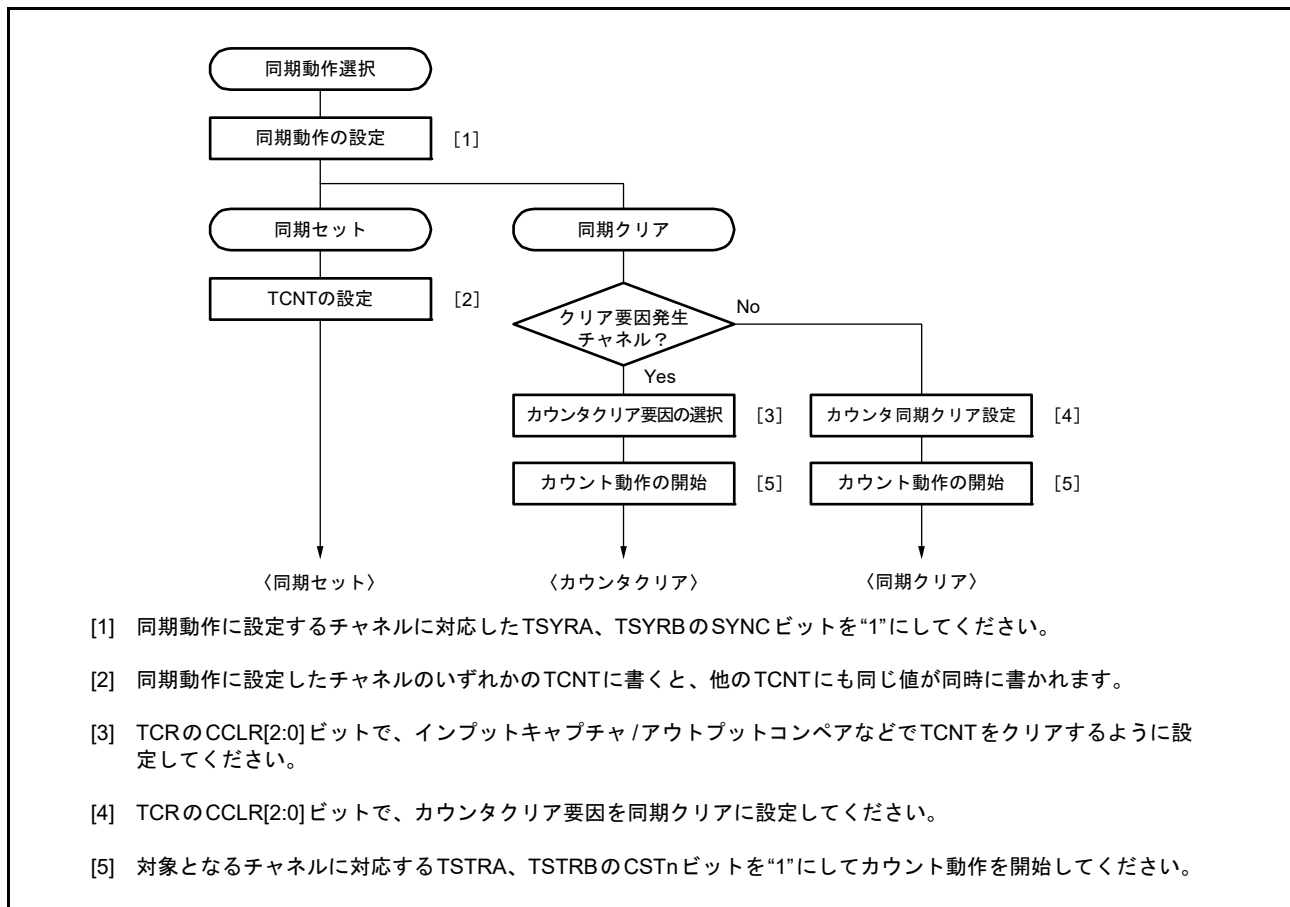 同期動作選択
同期動作の設定 [1]
同期セット
同期クリア
TCNTの設定 [2]
クリア要因発生
チャネル？
No
Yes
カウンタクリア要因の選択 [3]
カウンタ同期クリア設定 [4]
カウント動作の開始 [5]
カウント動作の開始 [5]
〈同期セット〉
〈カウンタクリア〉
〈同期クリア〉
[1] 同期動作に設定するチャネルに対応したTSYRA、TSYRBのSYNCビットを“1”にしてください。
[2] 同期動作に設定したチャネルのいずれかのTCNTに書くと、他のTCNTにも同じ値が同時に書かれます。
[3] TCRのCCLR[2:0]ビットで、インプットキャプチャ/アウトプットコンペアなどでTCNTをクリアするように設
定してください。
[4] TCRのCCLR[2:0]ビットで、カウンタクリア要因を同期クリアに設定してください。
[5] 対象となるチャネルに対応するTSTRA、TSTRBのCSTnビットを“1”にしてカウント動作を開始してください。